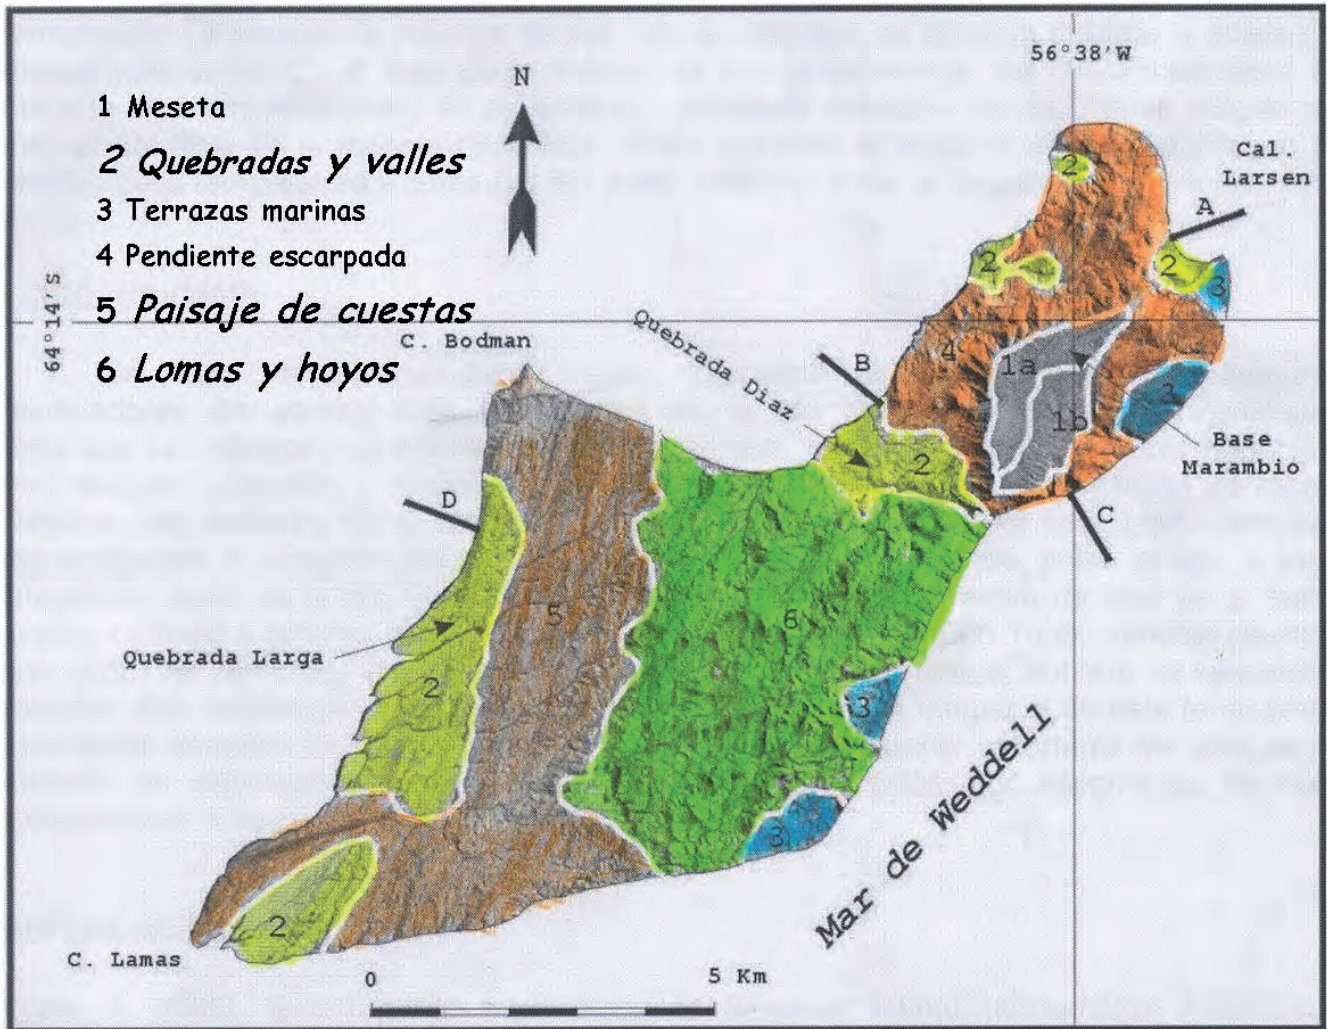 56°38'W
N
1 Meseta
2 Quebradas y valles
3 Terrazas marinas
4 Pendiente escarpada
5 Paisaje de cuestas
6 Lomas y hoyos
Cal.
Larsen
A
2
2
2
3
64°14'S
C. Bodman
Quebrada Diaz
B
4
1a
1b
3
2
Base
Marambio
C
D
5
6
Quebrada Larga
2
3
3
Mar de Weddell
2
C. Lamas
0
5 Km